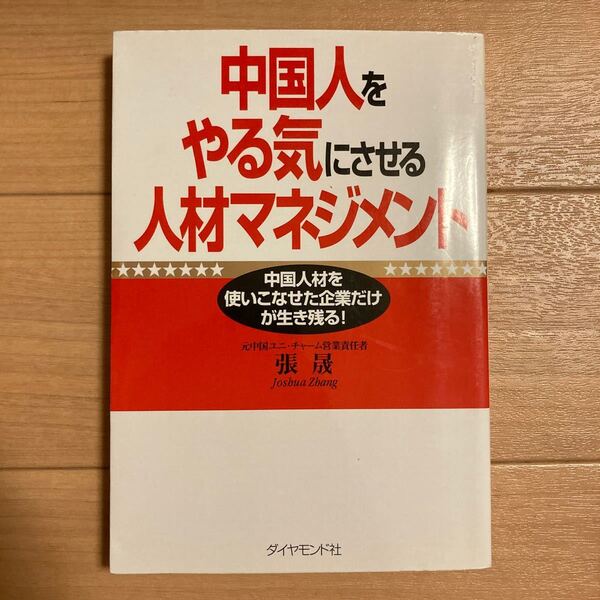 中国人を
やる気にさせる
人材マネジメント
中国人材を
使いこなせた企業だけ
が生き残る!
元中国ユニ・チャーム営業責任者
張 晟
Joshua Zhang
ダイヤモンド社